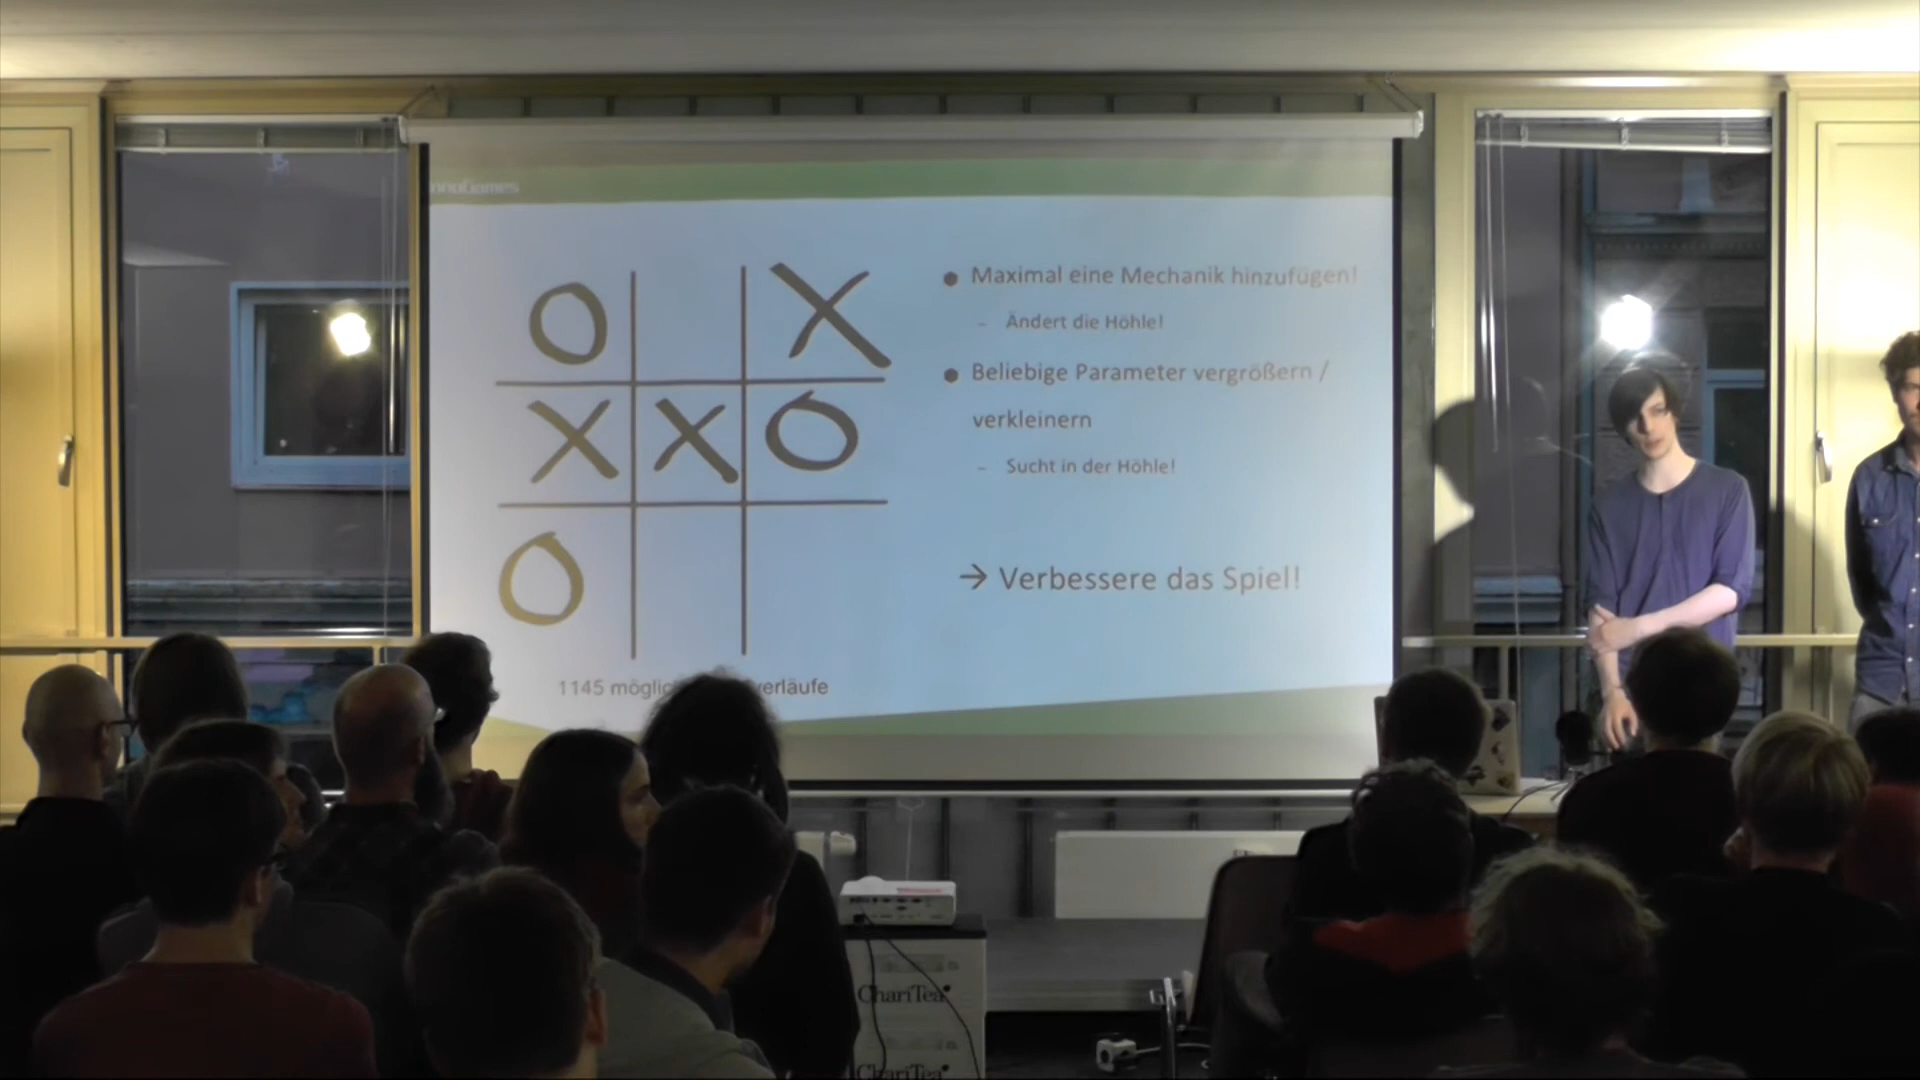 InnoGames
Maximal eine Mechanik hinzufügen!
- Ändert die Höhle!
Beliebige Parameter vergrößern /
verkleinern
- Sucht in der Höhle!
→ Verbessere das Spiel!
1145
ChariTea
ChariTea